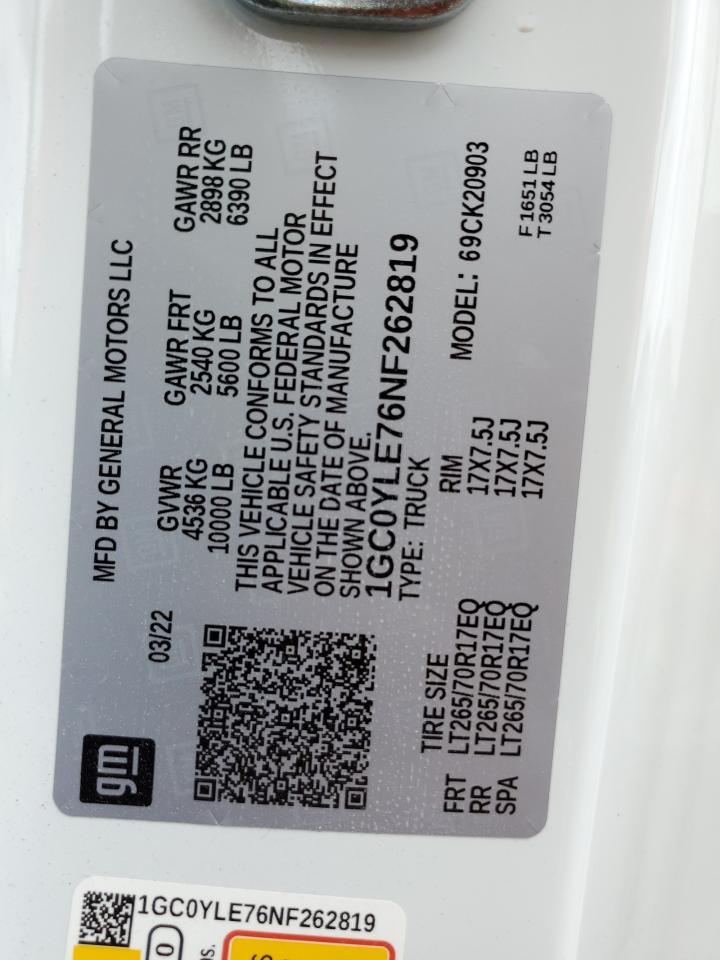 gm
MFD BY GENERAL MOTORS LLC
03/22
GVWR GAWR FRT GAWR RR
4536 KG 2540 KG 2898 KG
10000 LB 5600 LB 6390 LB
THIS VEHICLE CONFORMS TO ALL
APPLICABLE U.S. FEDERAL MOTOR
VEHICLE SAFETY STANDARDS IN EFFECT
ON THE DATE OF MANUFACTURE
SHOWN ABOVE.
1GC0YLE76NF262819
TYPE: TRUCK
MODEL: 69CK20903
TIRE SIZE RIM
FRT LT265/70R17EQ 17X7.5J
RR LT265/70R17EQ 17X7.5J
SPA LT265/70R17EQ 17X7.5J
F 1651 LB
T 3054 LB
1GC0YLE76NF262819